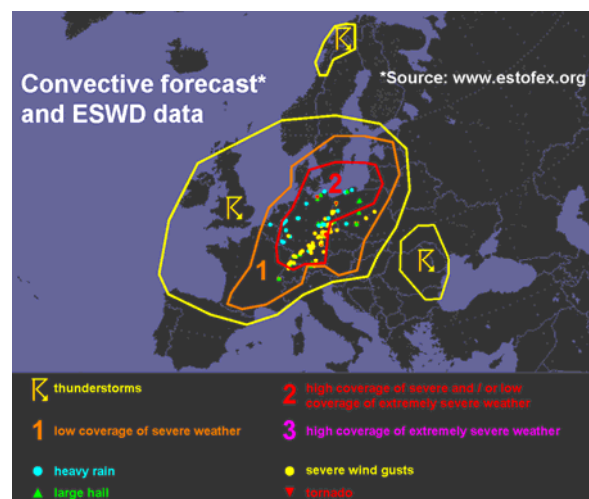 Convective forecast*
and ESWD data
*Source: www.estofex.org
2
1
thunderstorms
2 high coverage of severe and / or low
coverage of extremely severe weather
1 low coverage of severe weather
3 high coverage of extremely severe weather
heavy rain
severe wind gusts
large hail
tornado